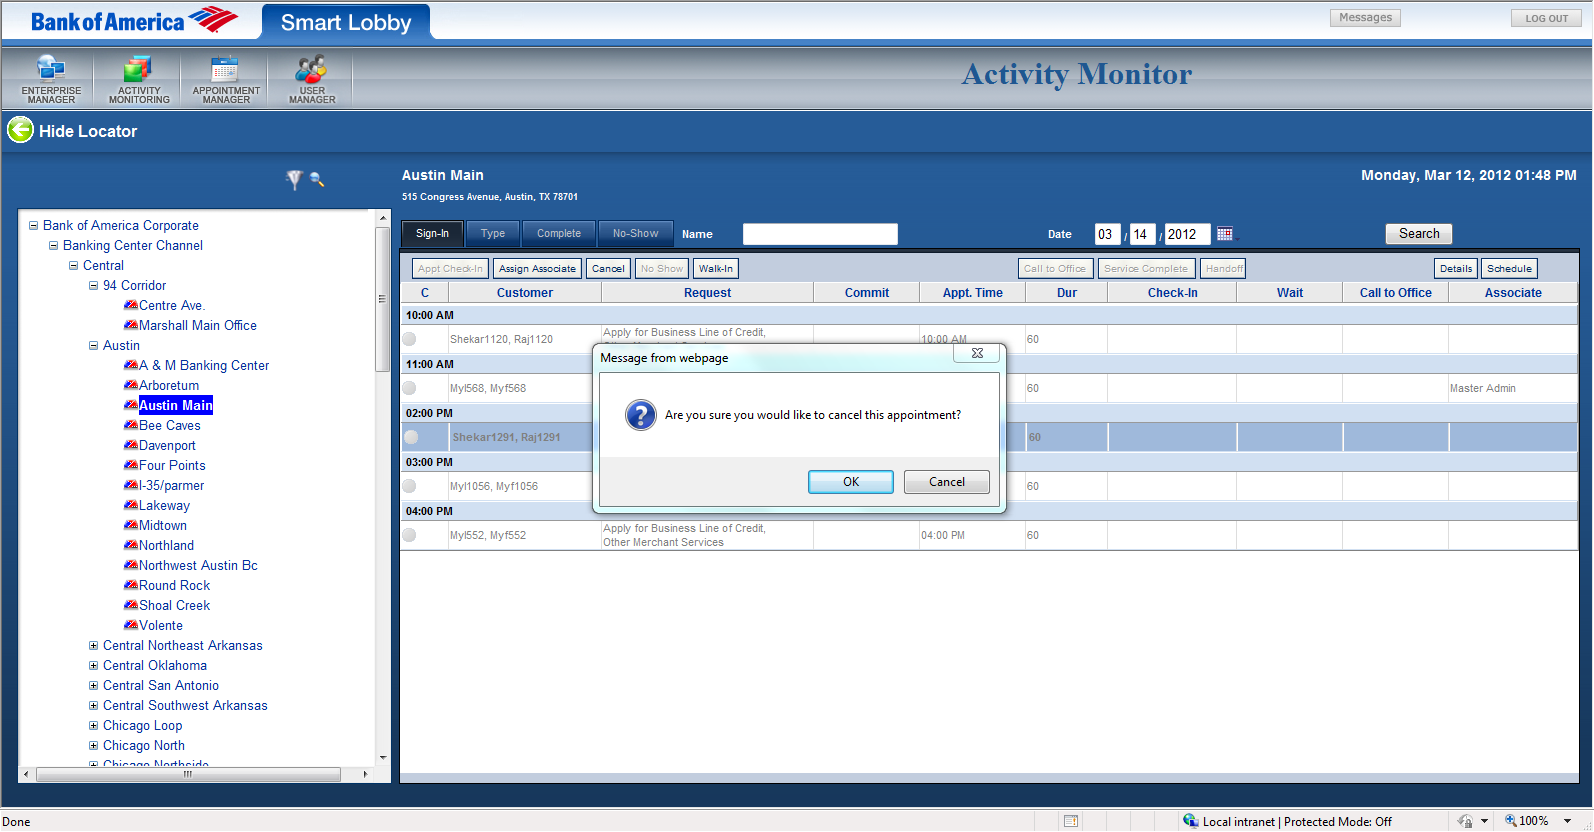 Bank of America Smart Lobby Messages LOG OUT
ENTERPRISE MANAGER ACTIVITY MONITORING APPOINTMENT MANAGER USER MANAGER Activity Monitor
Hide Locator
Austin Main Monday, Mar 12, 2012 01:48 PM
515 Congress Avenue, Austin, TX 78701
Sign-In Type Complete No-Show Name Date 03 / 14 / 2012 Search
Appt Check-In Assign Associate Cancel No Show Walk-In Call to Office Service Complete Handoff Details Schedule
C Customer Request Commit Appt. Time Dur Check-In Wait Call to Office Associate
10:00 AM
Shekar1120, Raj1120 Apply for Business Line of Credit, 10:00 AM 60
11:00 AM
Myl568, Myf568 60 Master Admin
02:00 PM
Shekar1291, Raj1291 60
03:00 PM
Myl1056, Myf1056 60
04:00 PM
Myl552, Myf552 Apply for Business Line of Credit, Other Merchant Services 04:00 PM 60
Message from webpage
Are you sure you would like to cancel this appointment?
OK Cancel
Bank of America Corporate
Banking Center Channel
Central
94 Corridor
Centre Ave.
Marshall Main Office
Austin
A & M Banking Center
Arboretum
Austin Main
Bee Caves
Davenport
Four Points
I-35/parmer
Lakeway
Midtown
Northland
Northwest Austin Bc
Round Rock
Shoal Creek
Volente
Central Northeast Arkansas
Central Oklahoma
Central San Antonio
Central Southwest Arkansas
Chicago Loop
Chicago North
Chicago Northside
Done Local intranet | Protected Mode: Off 100%